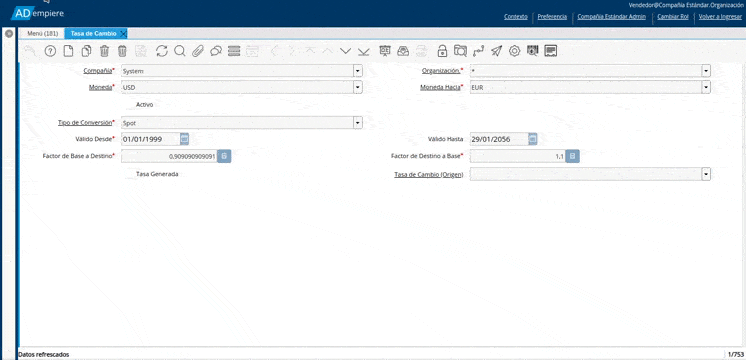 Vendedor@Compañía Estándar.Organización
ADempiere
Contexto Preferencia Compañía Estándar Admin Cambiar Rol Volver a Ingresar
Menú (181) Tasa de Cambio
Compañía* System Organización* *
Moneda* USD Moneda Hacia* EUR
Activo
Tipo de Conversión* Spot
Válido Desde* 01/01/1999 Válido Hasta 29/01/2056
Factor de Base a Destino* 0,909090909091 Factor de Destino a Base* 1,1
Tasa Generada Tasa de Cambio (Origen)
Datos refrescados 1/753